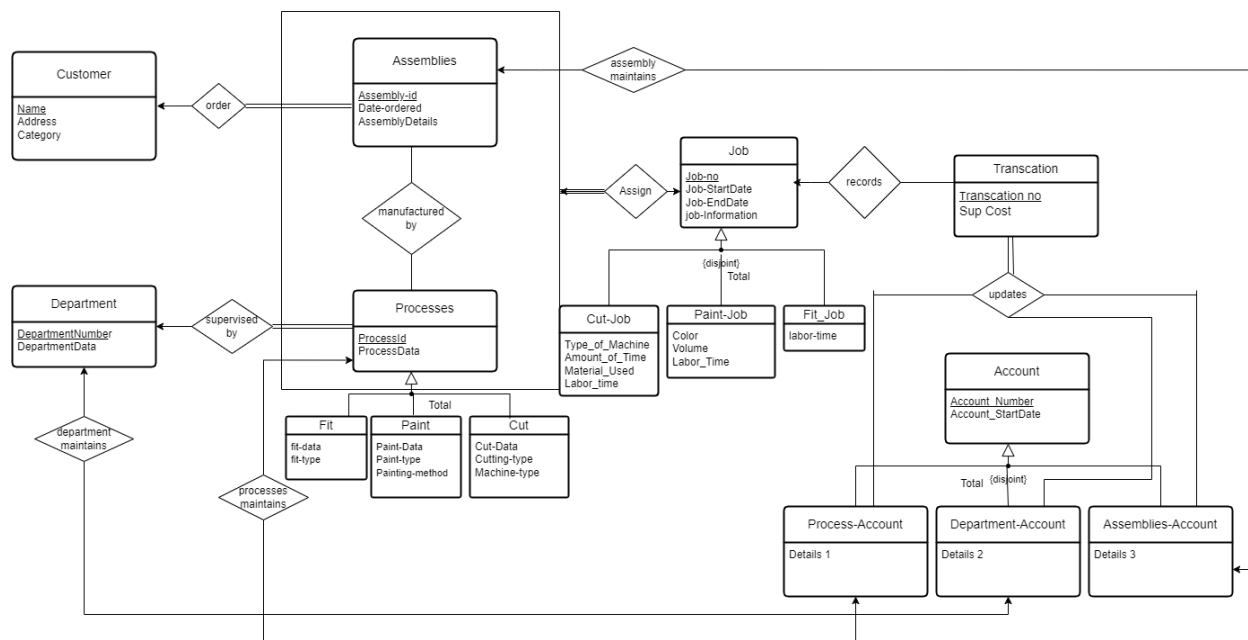 Customer
Name
Address
Category
order
Assemblies
Assembly-id
Date-ordered
AssemblyDetails
assembly
maintains
manufactured
by
Assign
Job
Job-no
Job-StartDate
Job-EndDate
job-Information
records
Transcation
Transcation no
Sup Cost
{disjoint}
Total
updates
Department
DepartmentNumber
DepartmentData
supervised
by
Processes
ProcessId
ProcessData
Cut-Job
Type_of_Machine
Amount_of_Time
Material_Used
Labor_time
Paint-Job
Color
Volume
Labor_Time
Fit_Job
labor-time
Account
Account_Number
Account_StartDate
Total
department
maintains
Fit
fit-data
fit-type
Paint
Paint-Data
Paint-type
Painting-method
Cut
Cut-Data
Cutting-type
Machine-type
Total {disjoint}
processes
maintains
Process-Account
Details 1
Department-Account
Details 2
Assemblies-Account
Details 3